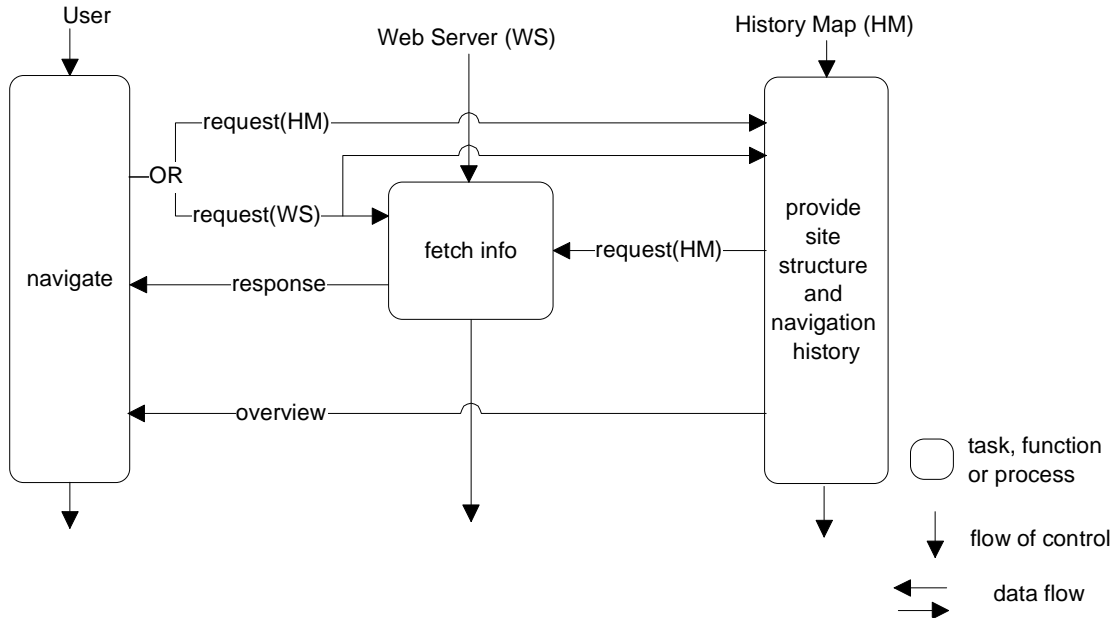 User
Web Server (WS)
History Map (HM)
request(HM)
OR
request(WS)
navigate
fetch info
request(HM)
response
provide
site
structure
and
navigation
history
overview
task, function
or process
flow of control
data flow